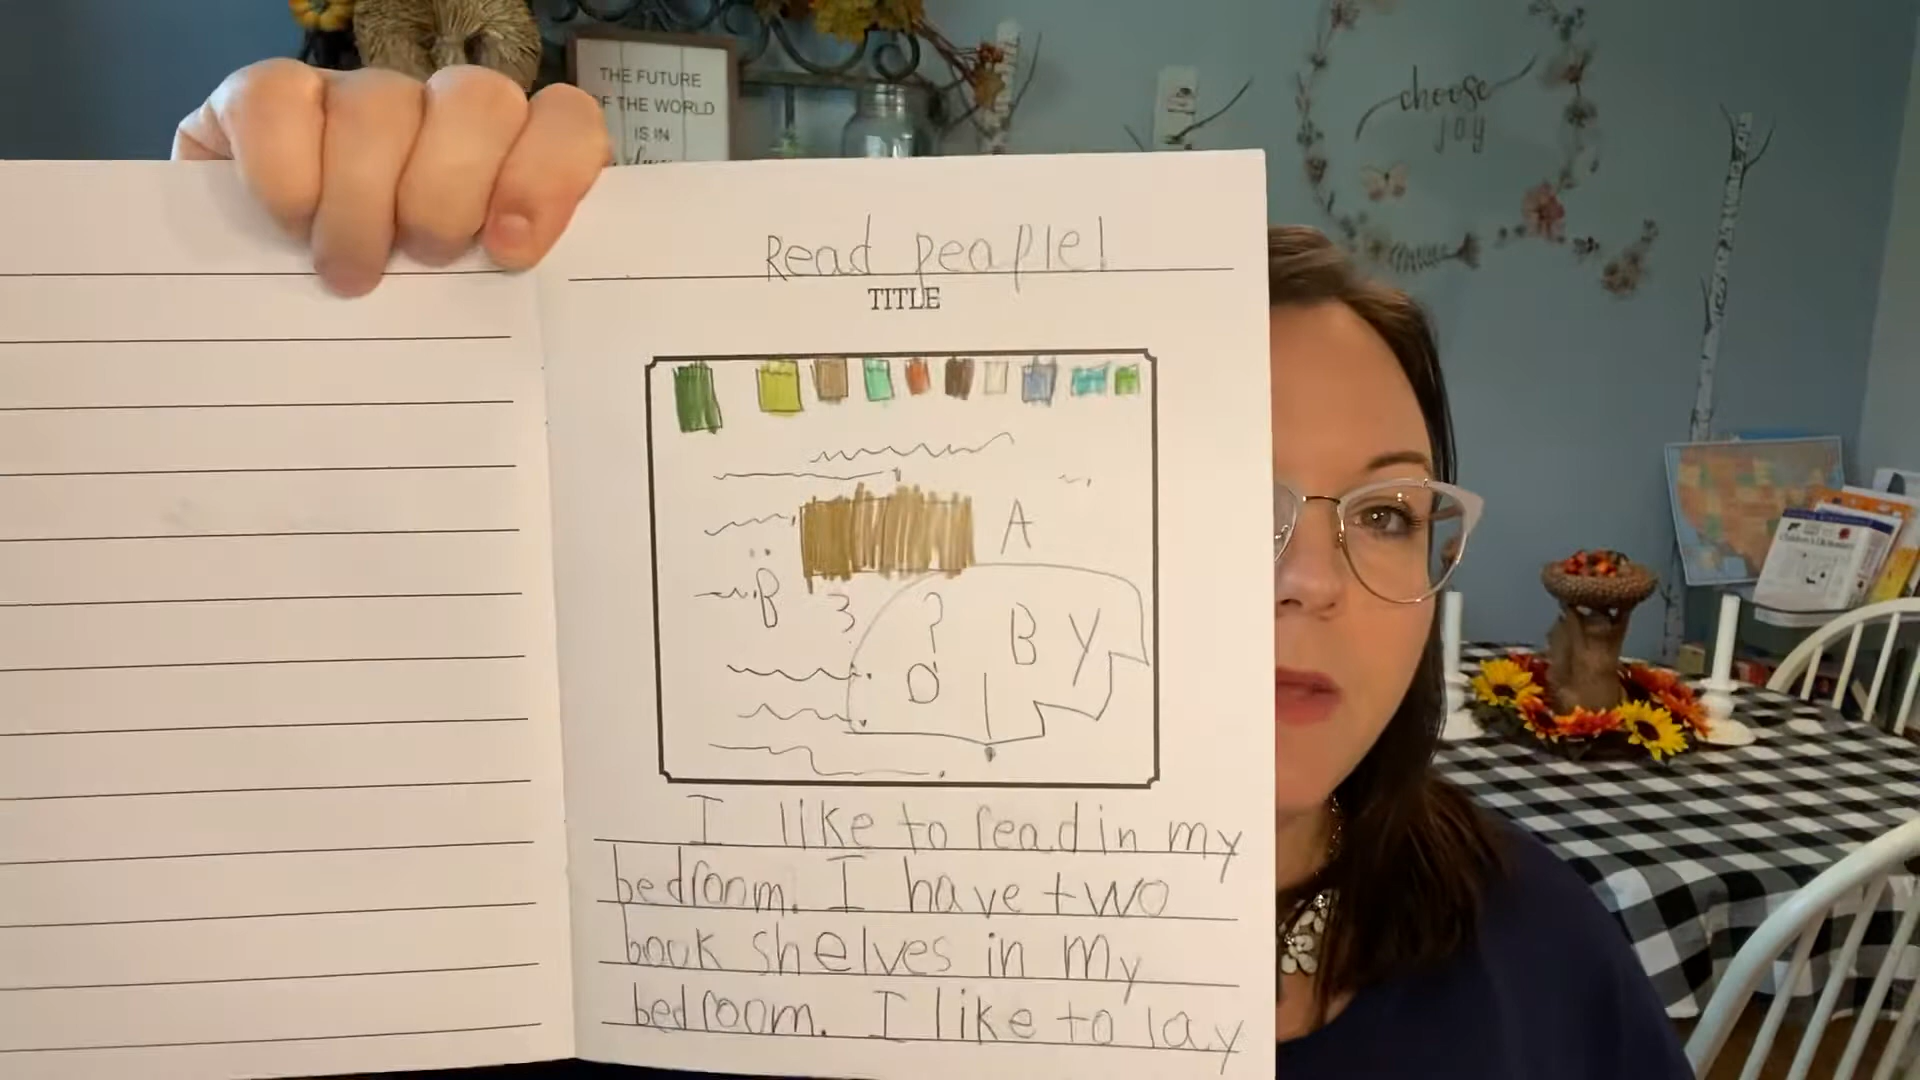 THE FUTURE
OF THE WORLD
IS IN
choose
joy
Read peaple!
TITLE
A
B
3
?
B Y
O
I like to read in my
bedroom. I have two
book shelves in my
bedroom. I like to lay